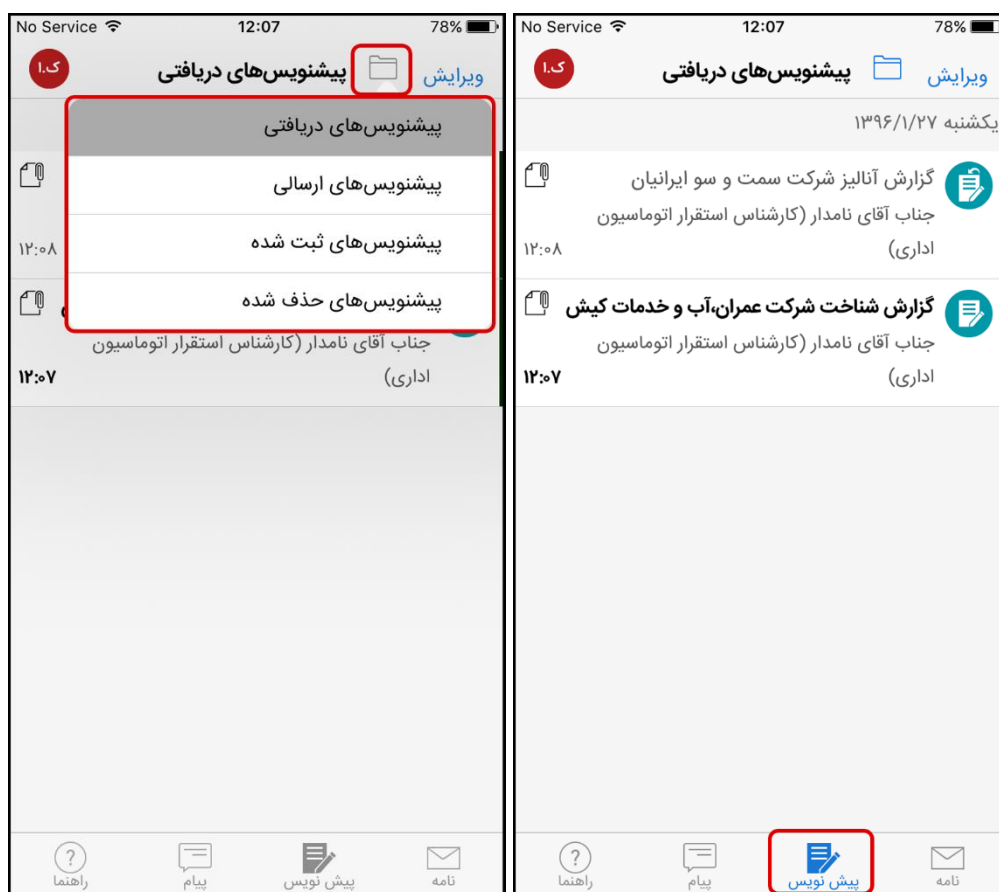 No Service 12:07 78%
ویرایش پیشنویس‌های دریافتی ک.ا
پیشنویس‌های دریافتی
پیشنویس‌های ارسالی
پیشنویس‌های ثبت شده
پیشنویس‌های حذف شده
۱۲:۰۸
جناب آقای نامدار (کارشناس استقرار اتوماسیون
اداری)
۱۲:۰۷
نامه
پیش نویس
پیام
راهنما
No Service 12:07 78%
ویرایش پیشنویس‌های دریافتی ک.ا
یکشنبه ۱۳۹۶/۱/۲۷
گزارش آنالیز شرکت سمت و سو ایرانیان
جناب آقای نامدار (کارشناس استقرار اتوماسیون
اداری)
۱۲:۰۸
گزارش شناخت شرکت عمران،آب و خدمات کیش
جناب آقای نامدار (کارشناس استقرار اتوماسیون
اداری)
۱۲:۰۷
نامه
پیش نویس
پیام
راهنما